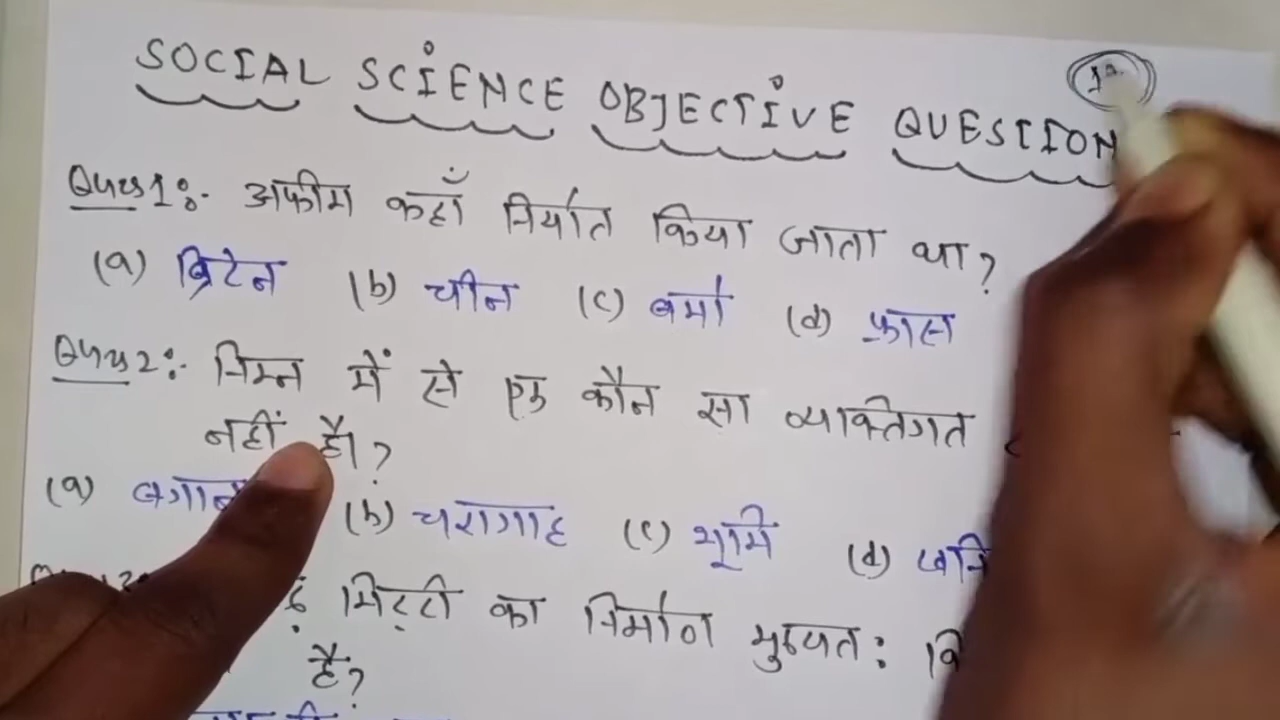 SOCIAL SCIENCE OBJECTIVE QUESTION
Ques1:- अफीम कहाँ निर्यात किया जाता था?
(a) ब्रिटेन (b) चीन (c) बर्मा (d) फ्रांस
Ques2:- निम्न में से एक कौन सा व्यक्तिगत
नहीं है?
(a) (b) चरागाह (c) भूमि (d)
मिट्टी का निर्माण मुख्यत:
है?